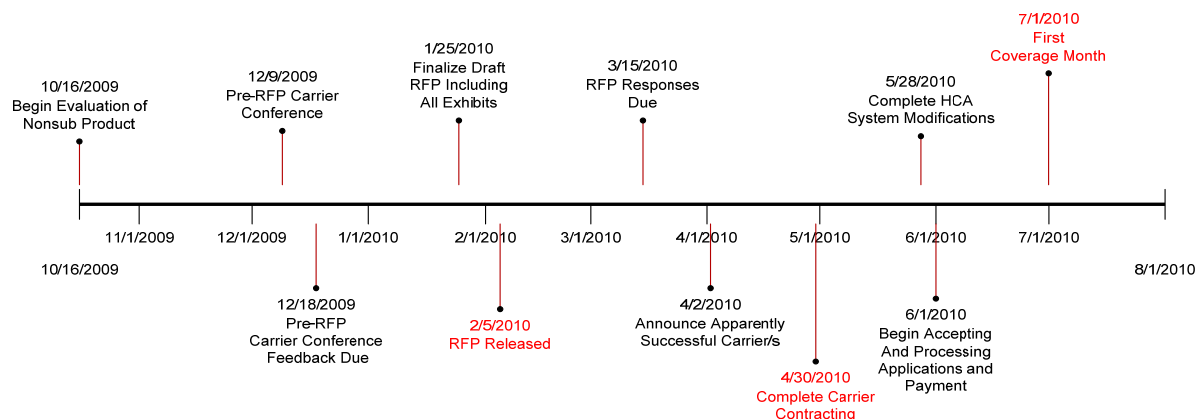 10/16/2009
Begin Evaluation of
Nonsub Product
12/9/2009
Pre-RFP Carrier
Conference
1/25/2010
Finalize Draft
RFP Including
All Exhibits
3/15/2010
RFP Responses
Due
5/28/2010
Complete HCA
System Modifications
7/1/2010
First
Coverage Month
11/1/2009
12/1/2009
1/1/2010
2/1/2010
3/1/2010
4/1/2010
5/1/2010
6/1/2010
7/1/2010
10/16/2009
8/1/2010
12/18/2009
Pre-RFP
Carrier Conference
Feedback Due
2/5/2010
RFP Released
4/2/2010
Announce Apparently
Successful Carrier/s
4/30/2010
Complete Carrier
Contracting
6/1/2010
Begin Accepting
And Processing
Applications and
Payment